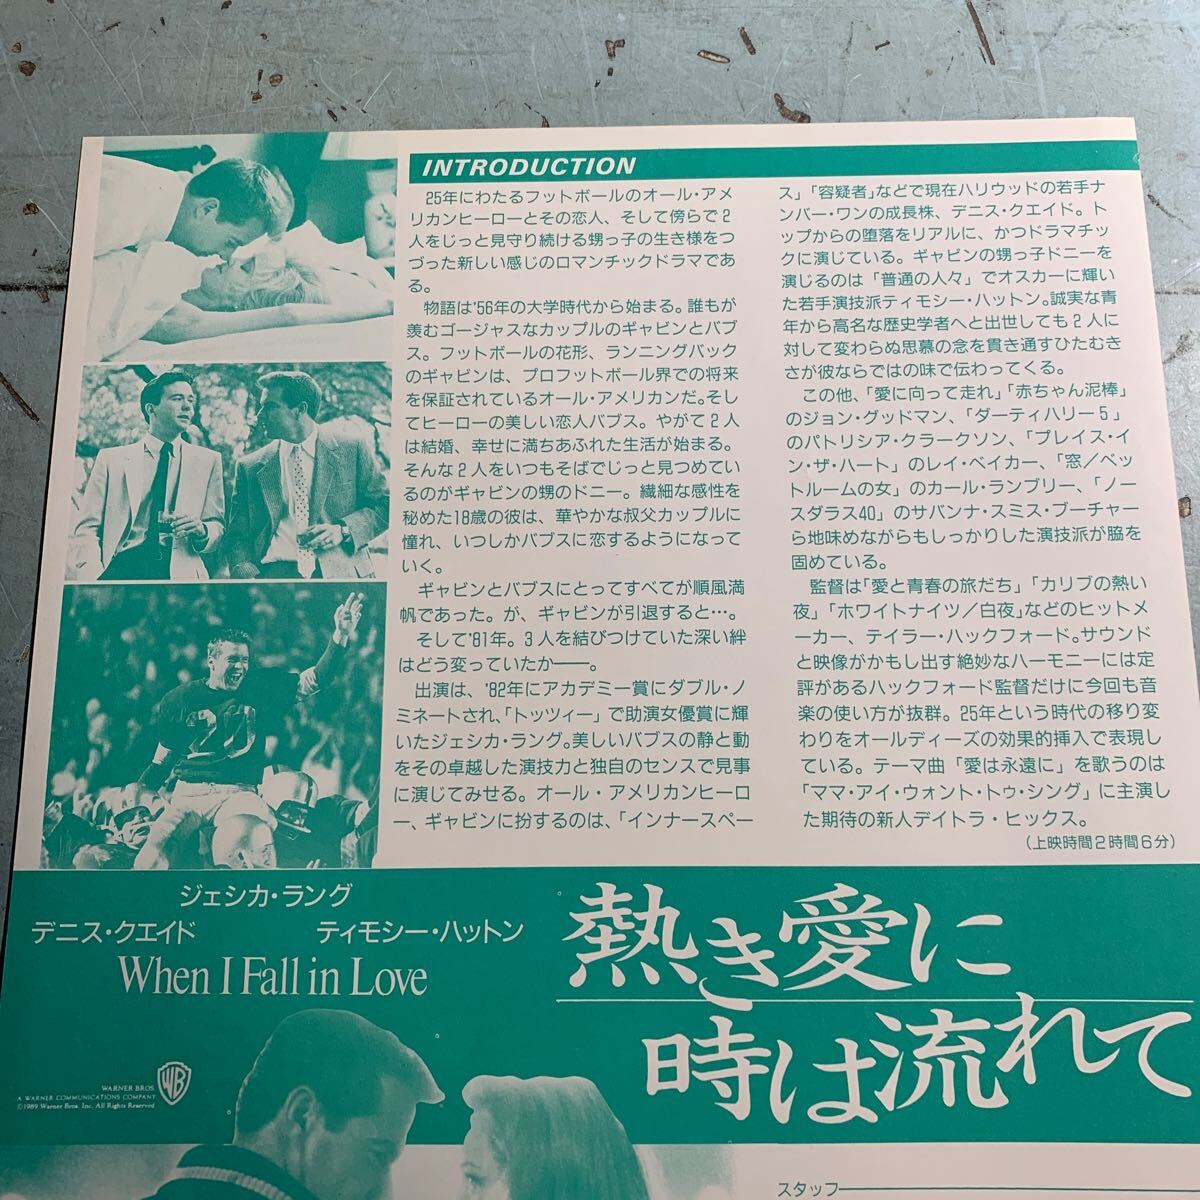 INTRODUCTION
25年にわたるフットボールのオール・アメ
リカンヒーローとその恋人、そして傍らで2
人をじっと見守り続ける甥っ子の生き様をつ
づった新しい感じのロマンチックドラマであ
る。
物語は'56年の大学時代から始まる。誰もが
羨むゴージャスなカップルのギャビンとバブ
ス。フットボールの花形、ランニングバック
のギャビンは、プロフットボール界での将来
を保証されているオール・アメリカンだ。そし
てヒーローの美しい恋人バブス。やがて2人
は結婚、幸せに満ちあふれた生活が始まる。
そんな2人をいつもそばでじっと見つめてい
るのがギャビンの甥のドニー。繊細な感性を
秘めた18歳の彼は、華やかな叔父カップルに
憧れ、いつしかバブスに恋するようになって
いく。
ギャビンとバブスにとってすべてが順風満
帆であった。が、ギャビンが引退すると…。
そして'81年。3人を結びつけていた深い絆
はどう変っていたか――。
出演は、'82年にアカデミー賞にダブル・ノ
ミネートされ、「トッツィー」で助演女優賞に輝
いたジェシカ・ラング。美しいバブスの静と動
をその卓越した演技力と独自のセンスで見事
に演じてみせる。オール・アメリカンヒーロ
ー、ギャビンに扮するのは、「インナースペー
ス」「容疑者」などで現在ハリウッドの若手ナ
ンバー・ワンの成長株、デニス・クエイド。ト
ップからの堕落をリアルに、かつドラマチック
に演じている。ギャビンの甥っ子ドニーを
演じるのは「普通の人々」でオスカーに輝い
た若手演技派ティモシー・ハットン。誠実な青
年から高名な歴史学者へと出世しても2人に
対して変わらぬ思慕の念を貫き通すひたむき
さが彼ならではの味で伝わってくる。
この他、「愛に向って走れ」「赤ちゃん泥棒」
のジョン・グッドマン、「ダーティハリー5」
のパトリシア・クラークソン、「プレイス・イ
ン・ザ・ハート」のレイ・ベイカー、「窓/ベッ
トルームの女」のカール・ランブリー、「ノー
スダラス40」のサバンナ・スミス・ブーチャー
ら地味めながらもしっかりした演技派が脇を
固めている。
監督は「愛と青春の旅だち」「カリブの熱い
夜」「ホワイトナイツ/白夜」などのヒットメ
ーカー、テイラー・ハックフォード。サウンド
と映像がかもし出す絶妙なハーモニーには定
評があるハックフォード監督だけに今回も音
楽の使い方が抜群。25年という時代の移り変
わりをオールディーズの効果的挿入で表現し
ている。テーマ曲「愛は永遠に」を歌うのは
「ママ・アイ・ウォント・トゥ・シング」に主演し
た期待の新人デイトラ・ヒックス。
(上映時間2時間6分)
ジェシカ・ラング
デニス・クエイド ティモシー・ハットン
When I Fall in Love
熱き愛に
時は流れて
WARNER BROS
A WARNER COMMUNICATIONS COMPANY
©1989 Warner Bros. Inc. All Rights Reserved
WB
スタッフ
20